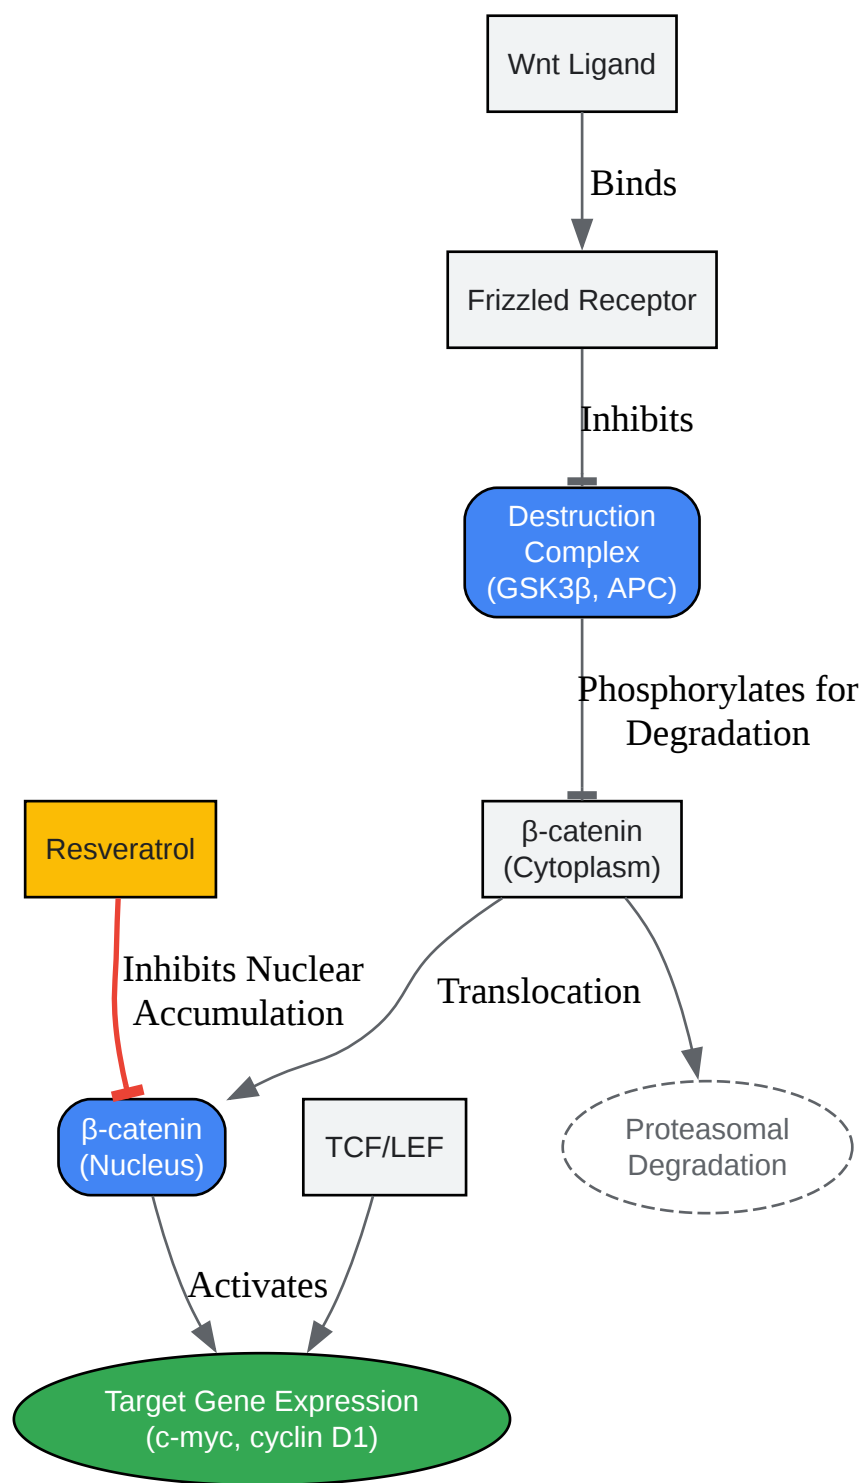 Wnt Ligand
Binds
Frizzled Receptor
Inhibits
Destruction
Complex
(GSK3β, APC)
Phosphorylates for
Degradation
Resveratrol
β-catenin
(Cytoplasm)
Inhibits Nuclear
Accumulation
Translocation
β-catenin
(Nucleus)
TCF/LEF
Proteasomal
Degradation
Activates
Target Gene Expression
(c-myc, cyclin D1)